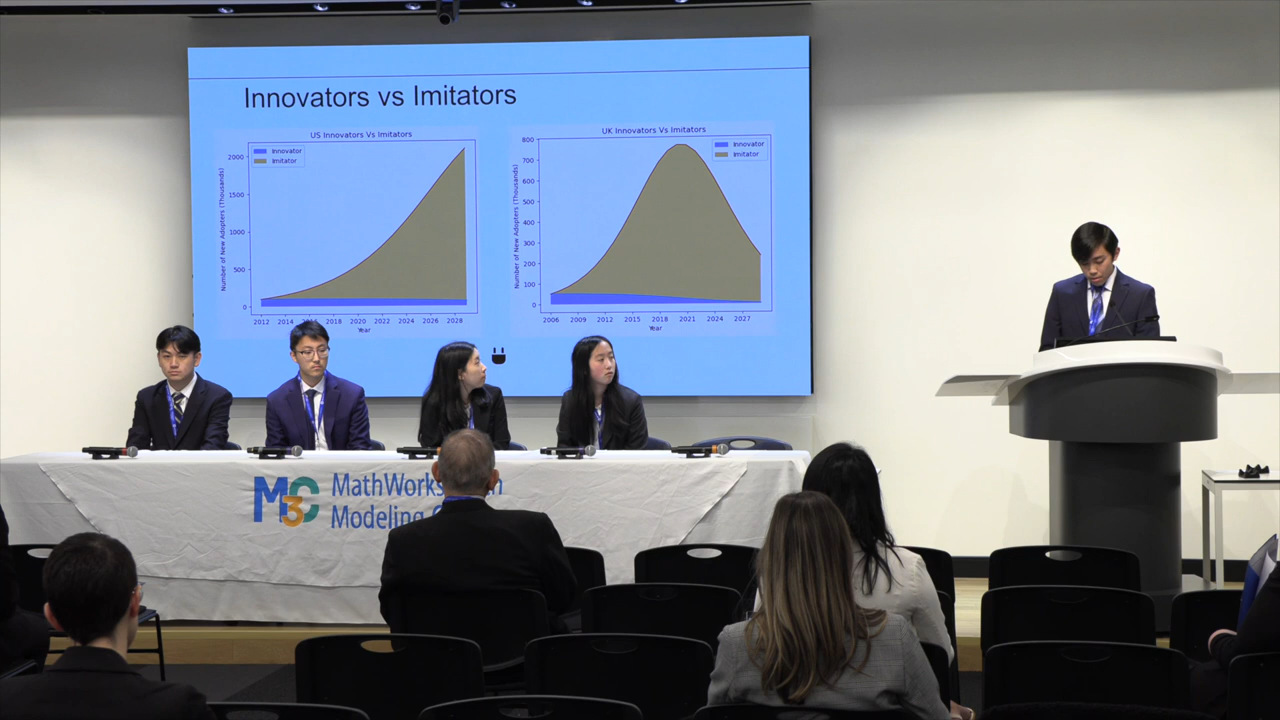 Innovators vs Imitators
US Innovators Vs Imitators
Innovator
Imitator
Number of New Adopters (Thousands)
2000
1500
1000
500
0
2012 2014 2018 2020 2022 2024 2026 2028
Year
UK Innovators Vs Imitators
Innovator
Imitator
Number of New Adopters (Thousands)
800
700
600
500
400
300
200
100
0
2006 2009 2012 2015 2018 2021 2024 2027
Year
M3C
MathWorks
Modeling